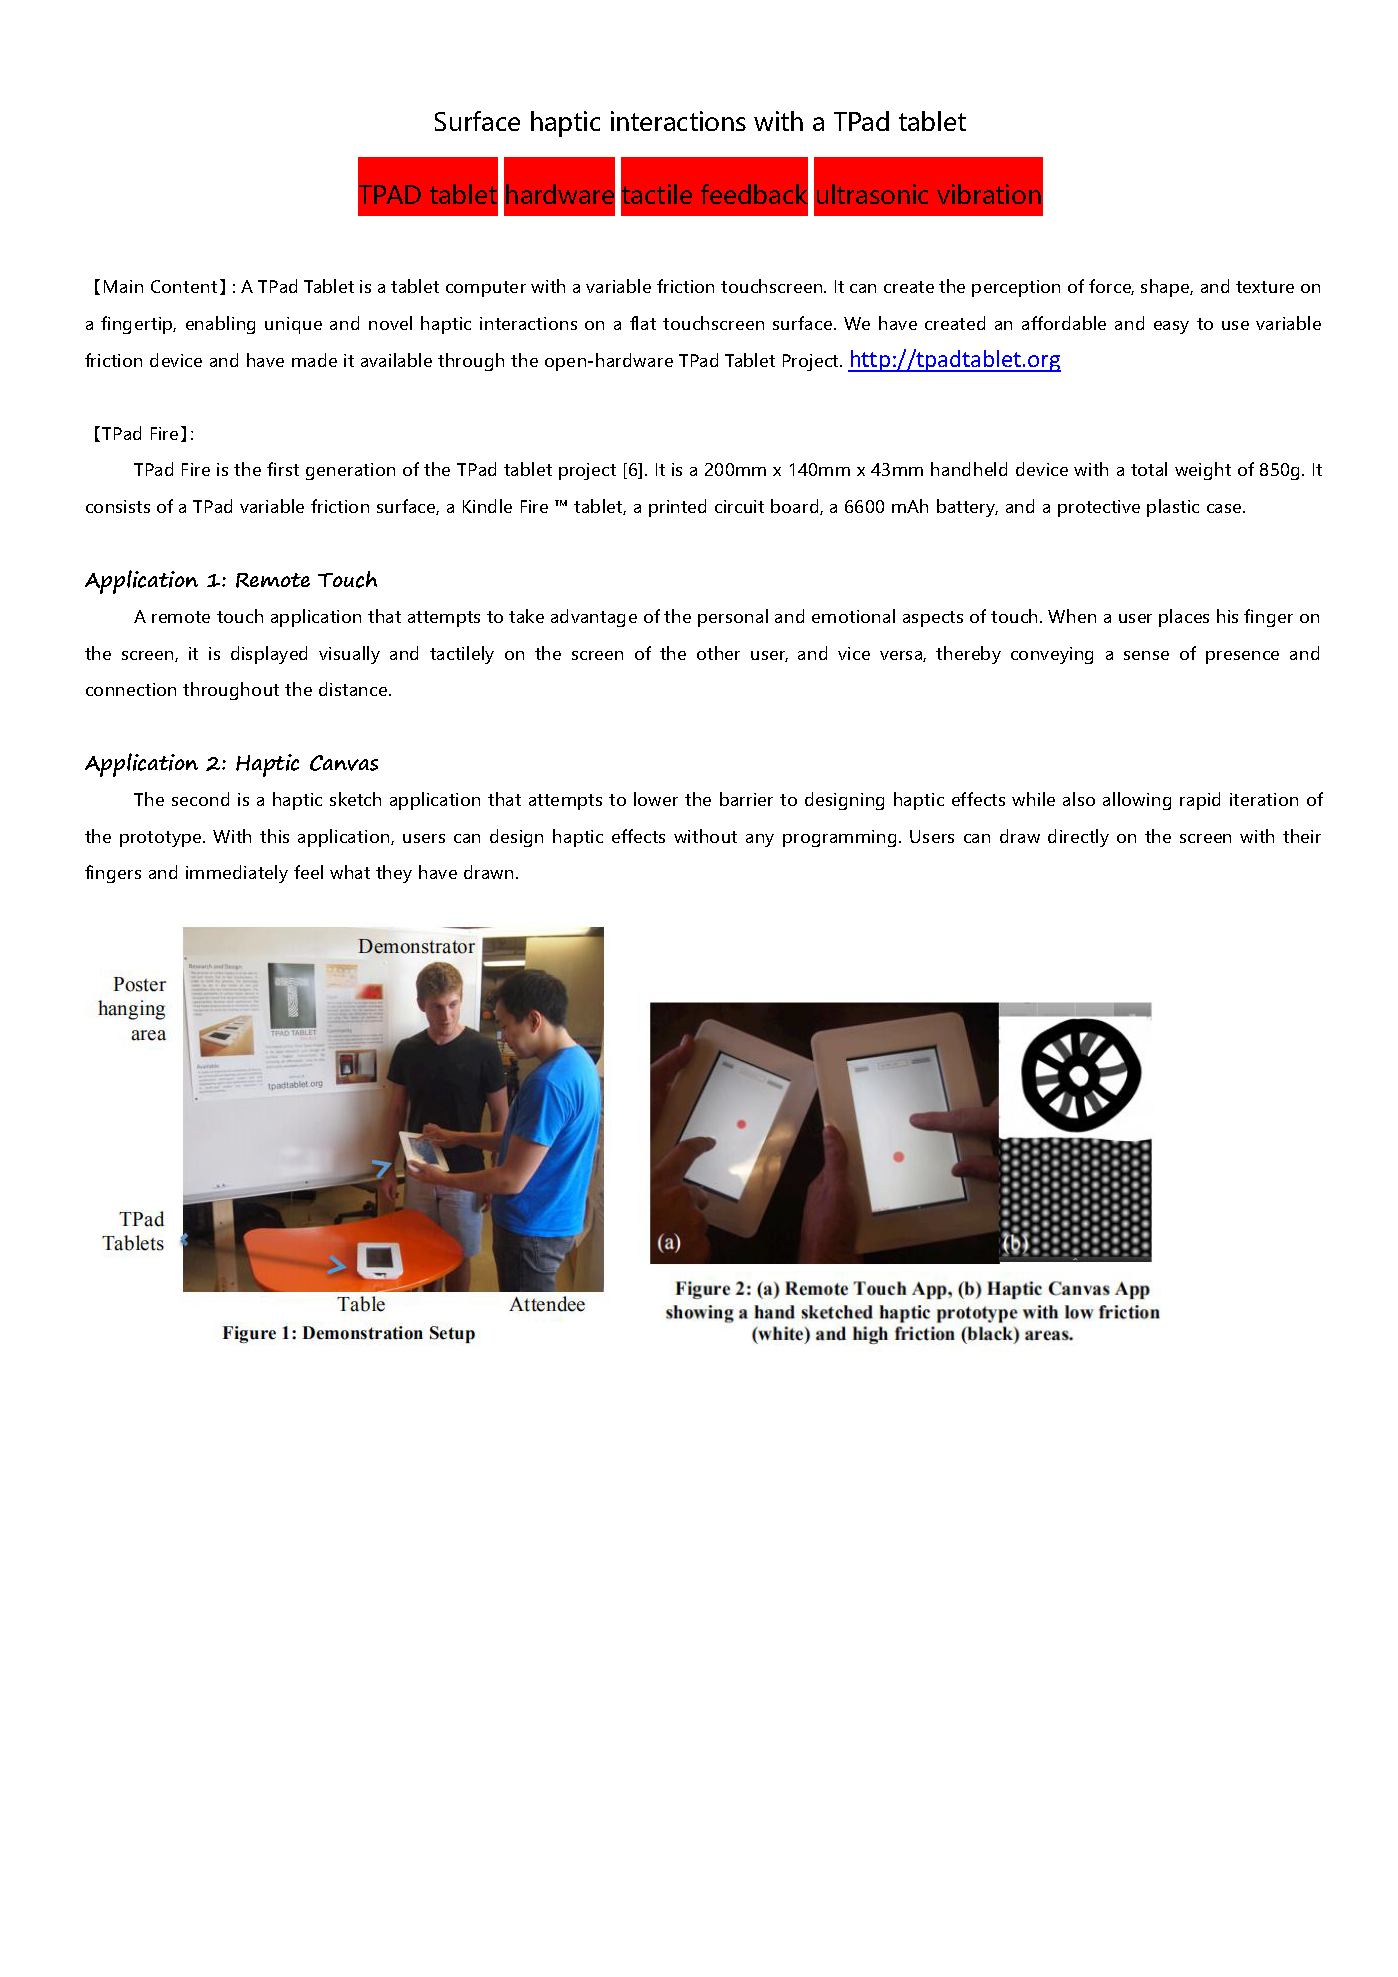 Surface haptic interactions with a TPad tablet
TPAD tablet hardware tactile feedback ultrasonic vibration
【Main Content】: A TPad Tablet is a tablet computer with a variable friction touchscreen. It can create the perception of force, shape, and texture on
a fingertip, enabling unique and novel haptic interactions on a flat touchscreen surface. We have created an affordable and easy to use variable
friction device and have made it available through the open-hardware TPad Tablet Project. http://tpadtablet.org
【TPad Fire】:
TPad Fire is the first generation of the TPad tablet project [6]. It is a 200mm x 140mm x 43mm handheld device with a total weight of 850g. It
consists of a TPad variable friction surface, a Kindle Fire ™ tablet, a printed circuit board, a 6600 mAh battery, and a protective plastic case.
Application 1: Remote Touch
A remote touch application that attempts to take advantage of the personal and emotional aspects of touch. When a user places his finger on
the screen, it is displayed visually and tactilely on the screen of the other user, and vice versa, thereby conveying a sense of presence and
connection throughout the distance.
Application 2: Haptic Canvas
The second is a haptic sketch application that attempts to lower the barrier to designing haptic effects while also allowing rapid iteration of
the prototype. With this application, users can design haptic effects without any programming. Users can draw directly on the screen with their
fingers and immediately feel what they have drawn.
Demonstrator
Poster
hanging
area
Research and Design
TPAD TABLET
Available
tpadtablet.org
TPad
Tablets
Table
Attendee
Figure 1: Demonstration Setup
(a)
(b)
Figure 2: (a) Remote Touch App, (b) Haptic Canvas App
showing a hand sketched haptic prototype with low friction
(white) and high friction (black) areas.